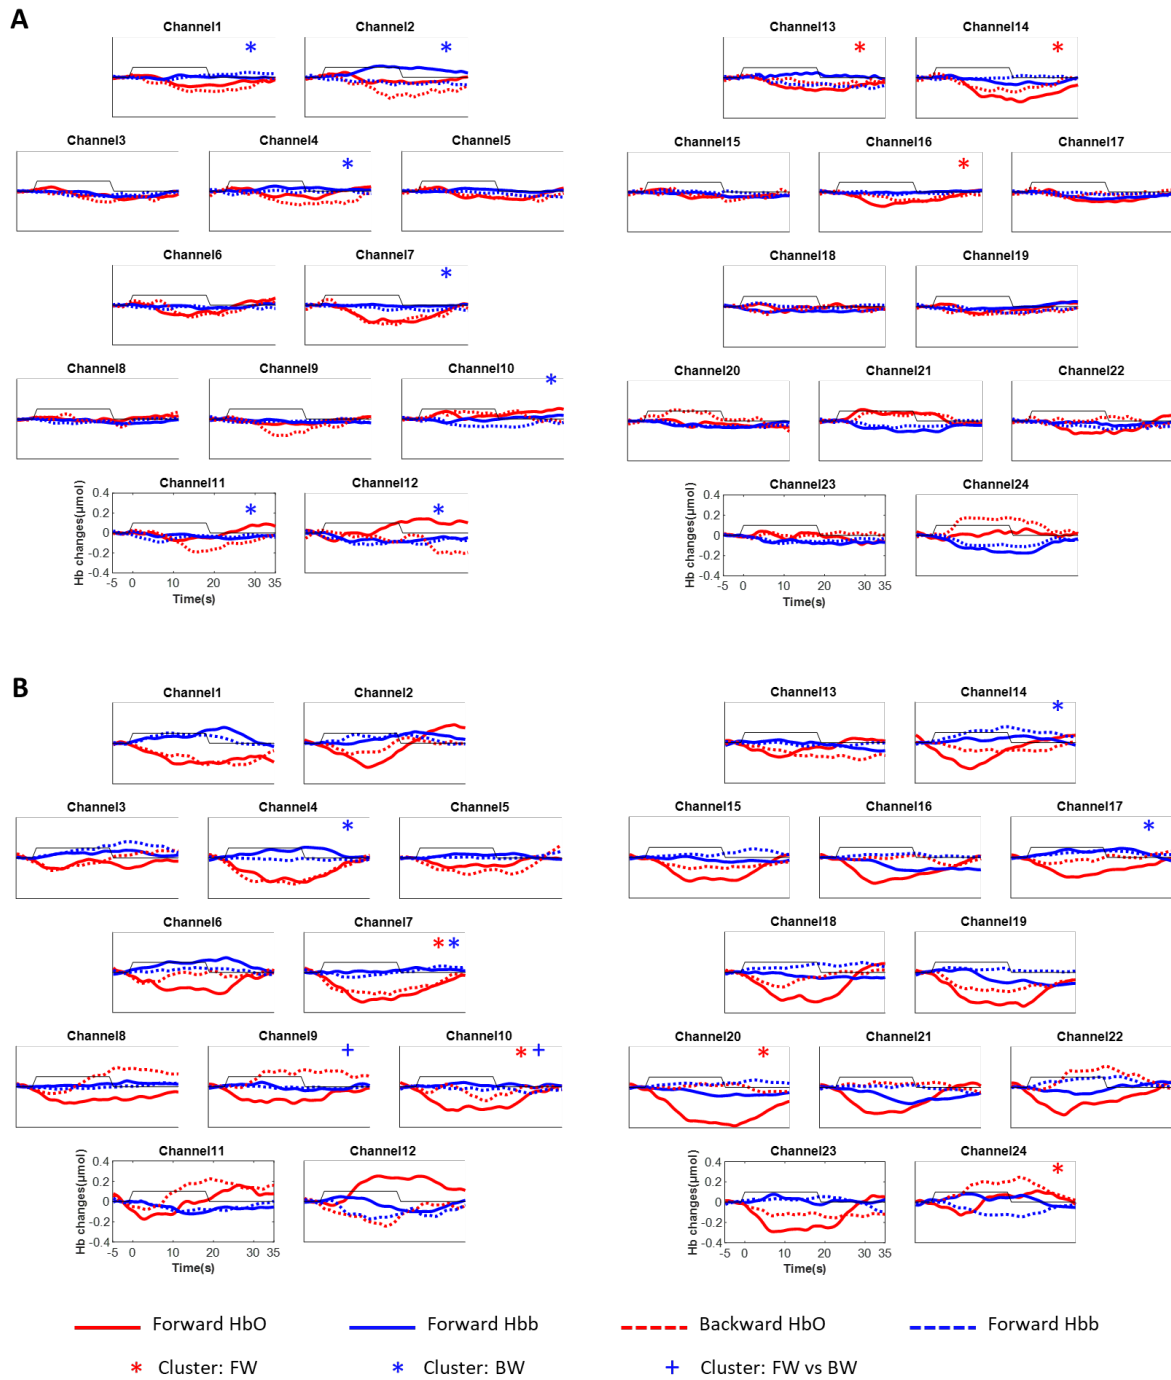 A
Channel1 Channel2 Channel13 Channel14
* * * *
Channel3 Channel4 Channel5 Channel15 Channel16 Channel17
* *
Channel6 Channel7 Channel18 Channel19
*
Channel8 Channel9 Channel10 Channel20 Channel21 Channel22
*
Channel11 Channel12 Channel23 Channel24
* *
Hb changes(μmol)
0.4
0.2
0
-0.2
-0.4
-5 0 10 20 30 35
Time(s)
Hb changes(μmol)
0.4
0.2
0
-0.2
-0.4
-5 0 10 20 30 35
Time(s)
B
Channel1 Channel2 Channel13 Channel14
*
Channel3 Channel4 Channel5 Channel15 Channel16 Channel17
* *
Channel6 Channel7 Channel18 Channel19
* *
Channel8 Channel9 Channel10 Channel20 Channel21 Channel22
+ * + *
Channel11 Channel12 Channel23 Channel24
*
Hb changes(μmol)
0.4
0.2
0
-0.2
-0.4
-5 0 10 20 30 35
Time(s)
Hb changes(μmol)
0.4
0.2
0
-0.2
-0.4
-5 0 10 20 30 35
Time(s)
Forward HbO Forward Hbb Backward HbO Forward Hbb
* Cluster: FW * Cluster: BW + Cluster: FW vs BW